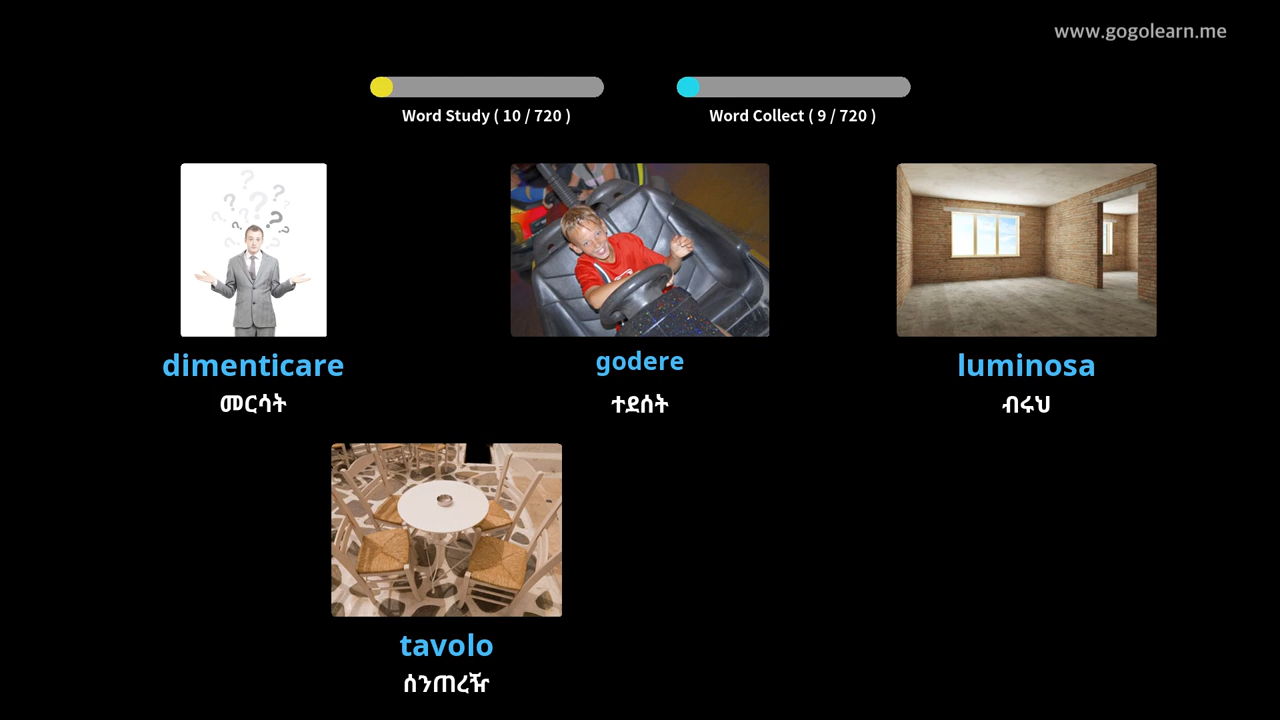 www.gogolearn.me
Word Study ( 10 / 720 )
Word Collect ( 9 / 720 )
dimenticare
godere
luminosa
መርሳት
ተደሰት
ብሩህ
tavolo
ሰንጠረዥ